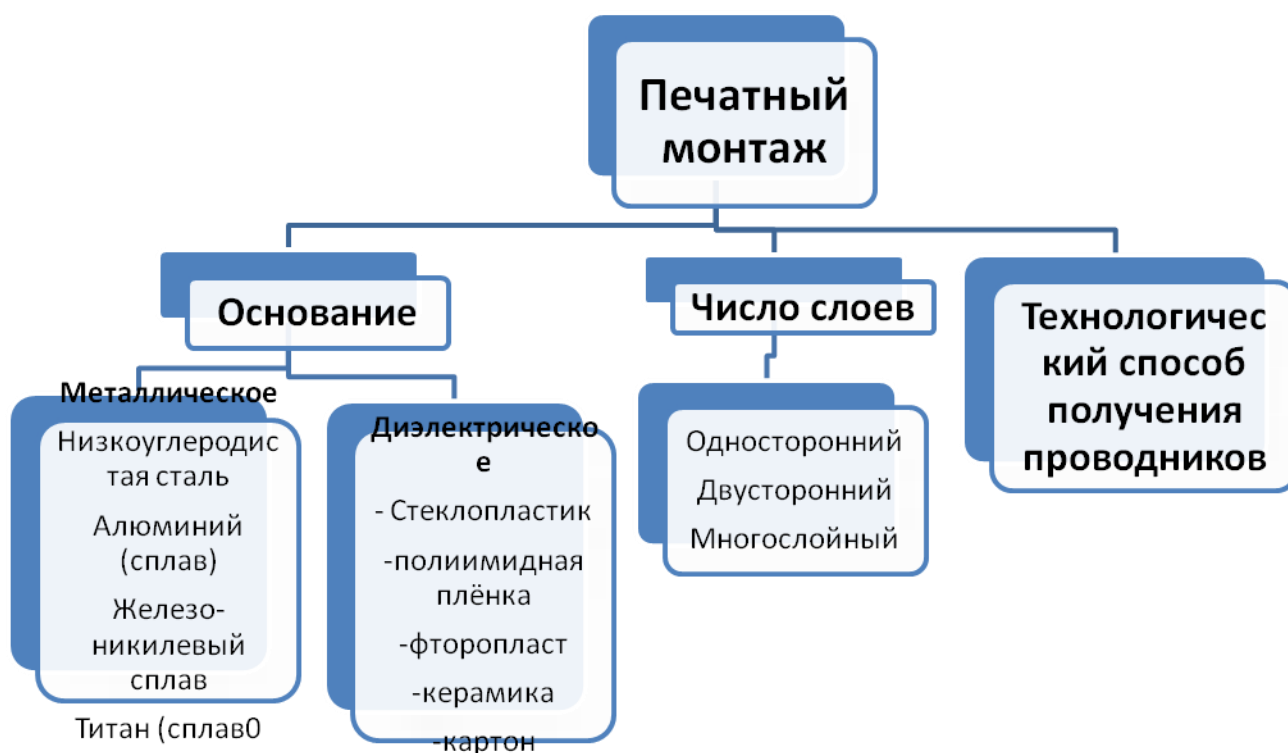 Печатный
монтаж
Основание
Число слоев
Технологичес
кий способ
получения
проводников
Металлическое
Низкоуглеродис
тая сталь
Алюминий
(сплав)
Железо-
никилевый
сплав
Титан (сплав0
Диэлектрическо
е
- Стеклопластик
-полиимидная
плёнка
-фторопласт
-керамика
-картон
Односторонний
Двусторонний
Многослойный